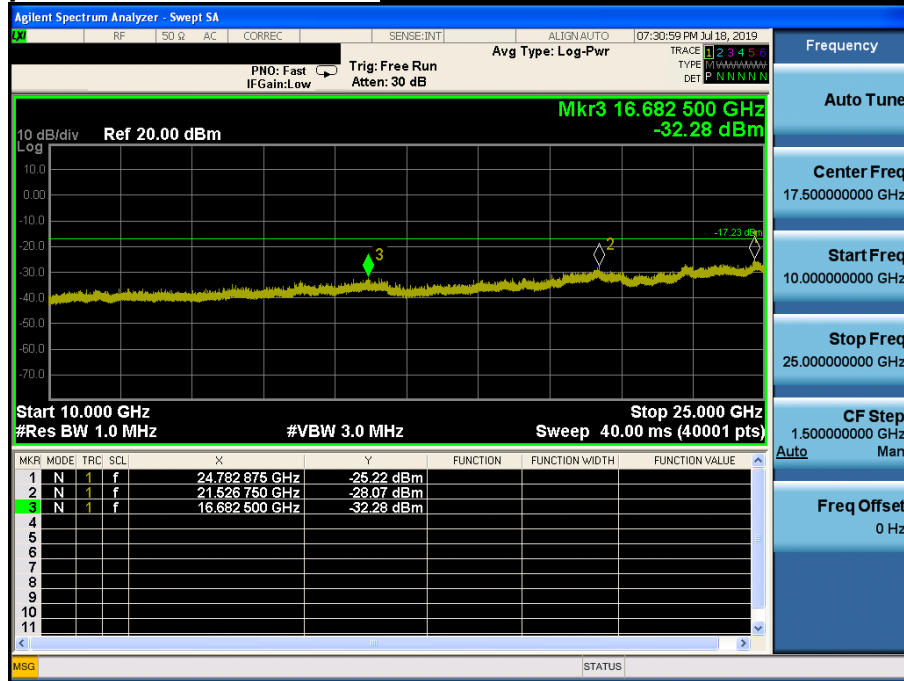 Agilent Spectrum Analyzer - Swept SA
LXI RF 50 Ω AC CORREC SENSE:INT ALIGN AUTO 07:30:59 PM Jul 18, 2019
Avg Type: Log-Pwr
TRACE 1 2 3 4 5 6
TYPE M W W W W W
DET P N N N N N
PNO: Fast Trig: Free Run
IFGain:Low Atten: 30 dB
Mkr3 16.682 500 GHz
-32.28 dBm
10 dB/div Ref 20.00 dBm
Log
10.0
0.00
-10.0
-20.0
-30.0
-40.0
-50.0
-60.0
-70.0
-17.23 dBm
3
2
Start 10.000 GHz Stop 25.000 GHz
#Res BW 1.0 MHz #VBW 3.0 MHz Sweep 40.00 ms (40001 pts)
MKR MODE TRC SCL X Y FUNCTION FUNCTION WIDTH FUNCTION VALUE
1 N 1 f 24.782 875 GHz -25.22 dBm
2 N 1 f 21.526 750 GHz -28.07 dBm
3 N 1 f 16.682 500 GHz -32.28 dBm
4
5
6
7
8
9
10
11
MSG STATUS
Frequency
Auto Tune
Center Freq
17.500000000 GHz
Start Freq
10.000000000 GHz
Stop Freq
25.000000000 GHz
CF Step
1.500000000 GHz
Auto Man
Freq Offset
0 Hz